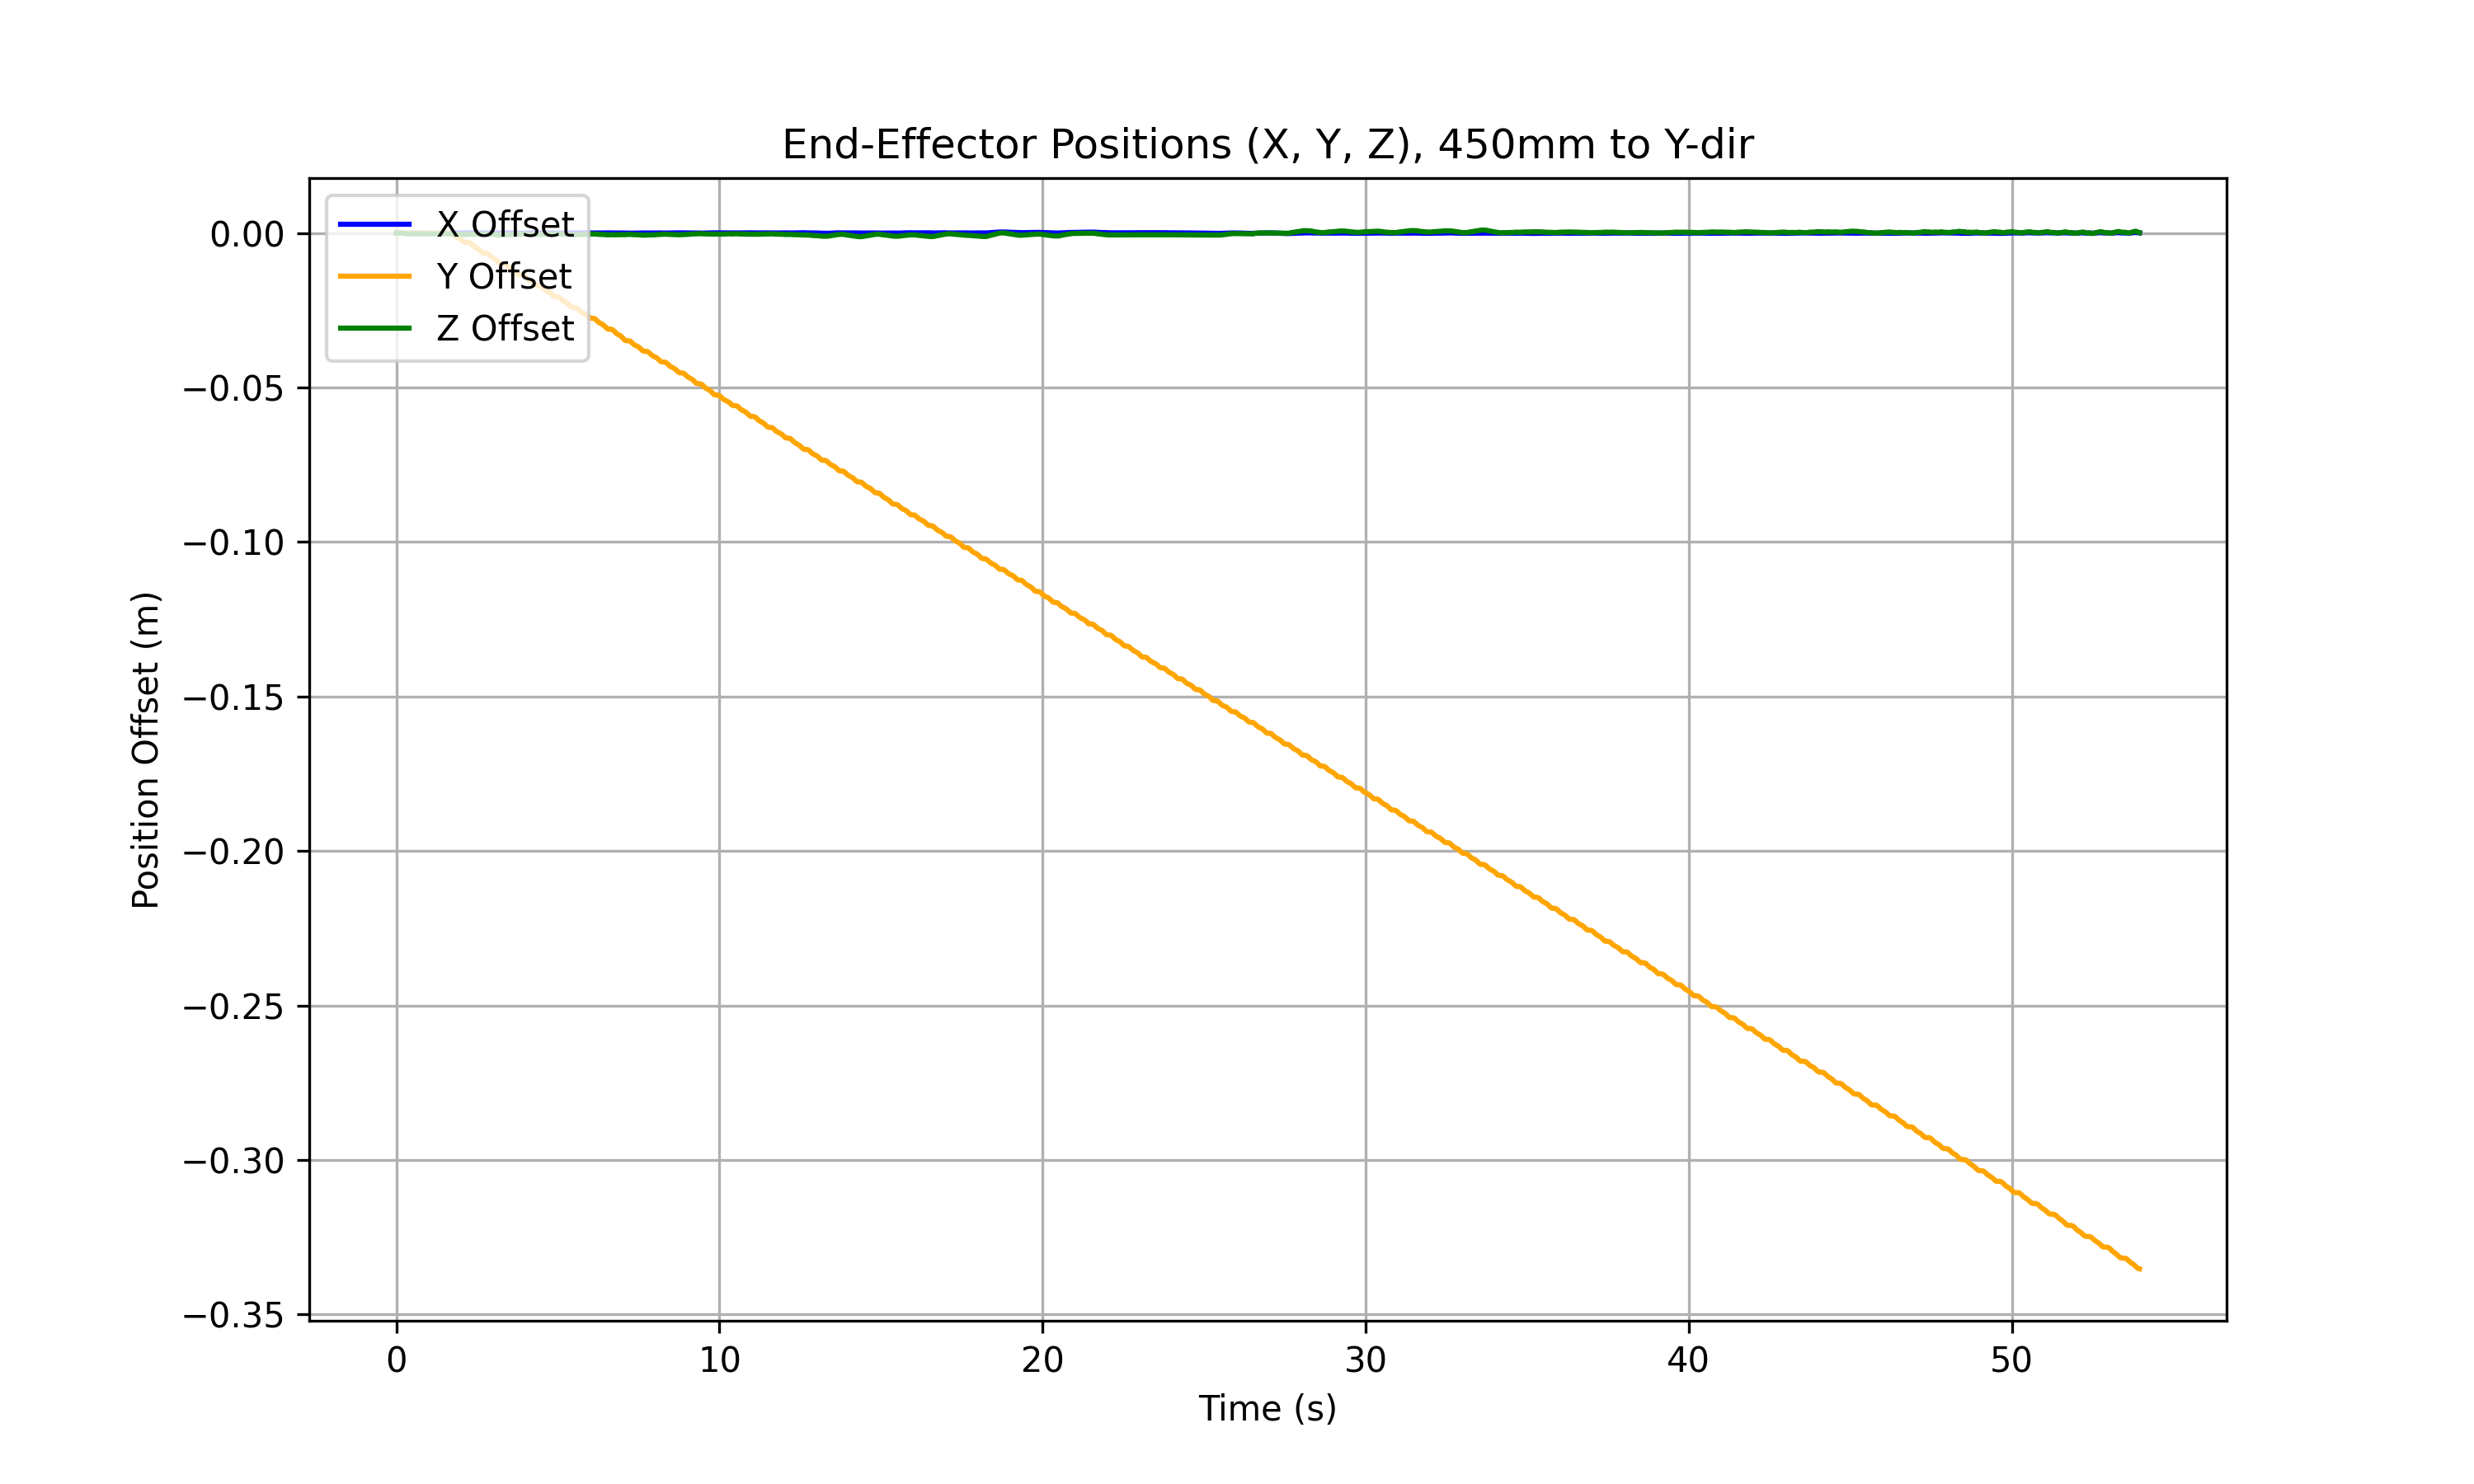 End-Effector Positions (X, Y, Z), 450mm to Y-dir
X Offset
Y Offset
Z Offset
0.00
−0.05
−0.10
−0.15
−0.20
−0.25
−0.30
−0.35
Position Offset (m)
0 10 20 30 40 50
Time (s)